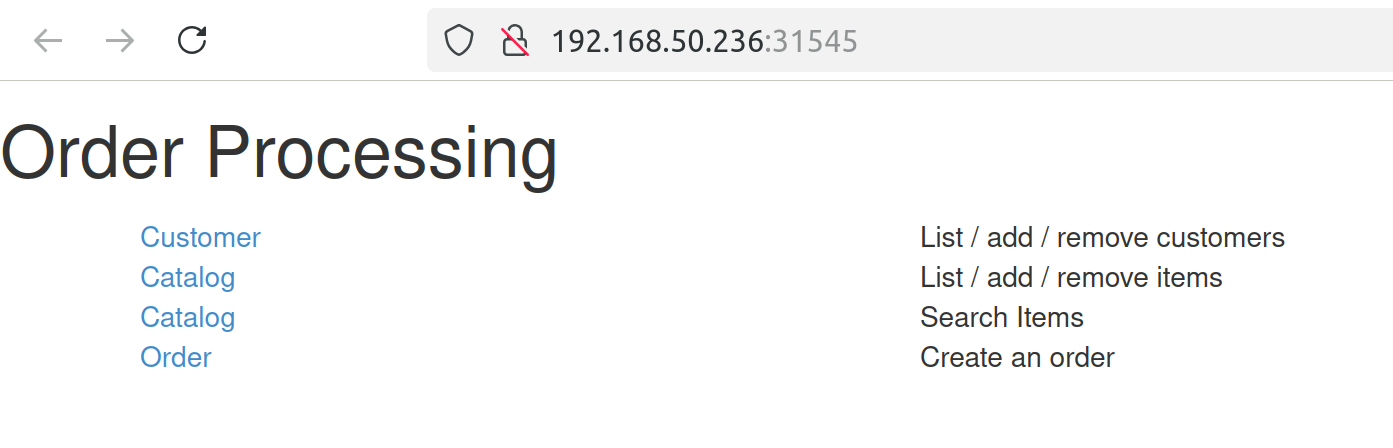 192.168.50.236:31545
Order Processing
Customer List / add / remove customers
Catalog List / add / remove items
Catalog Search Items
Order Create an order